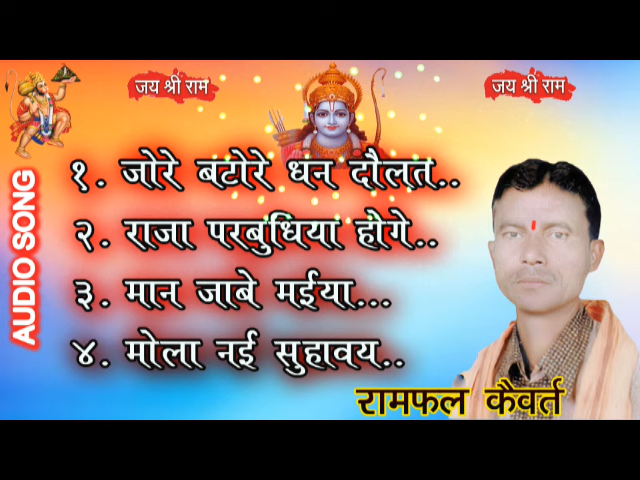 जय श्री राम
जय श्री राम
AUDIO SONG
१. जोरे बटोरे धन दौलत..
२. राजा परबुधिया होगे..
३. मान जाबे मईया...
४. मोला नई सुहावय..
रामफल कैवर्त